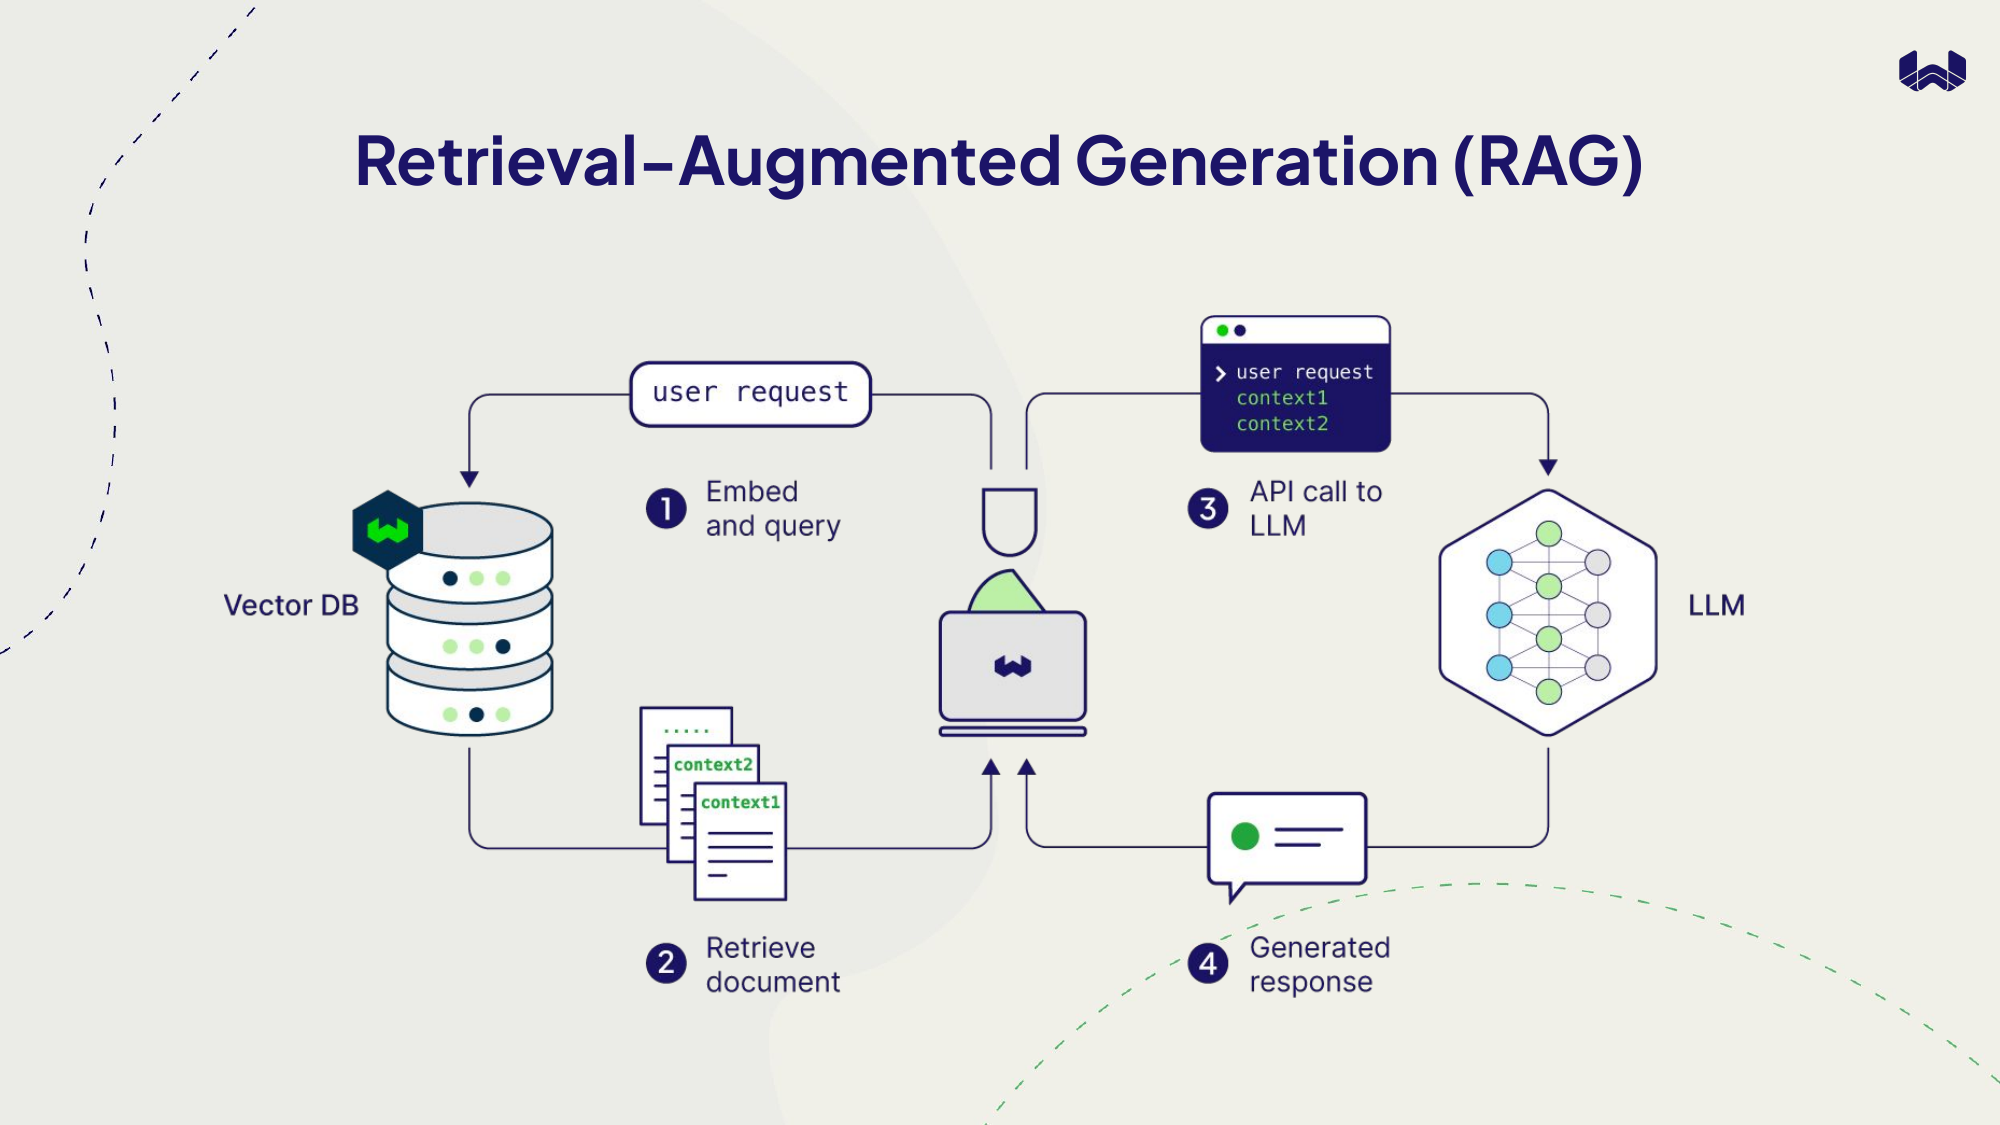 Retrieval-Augmented Generation (RAG)
user request
1 Embed
and query
Vector DB
.....
context2
context1
2 Retrieve
document
> user request
context1
context2
3 API call to
LLM
LLM
4 Generated
response